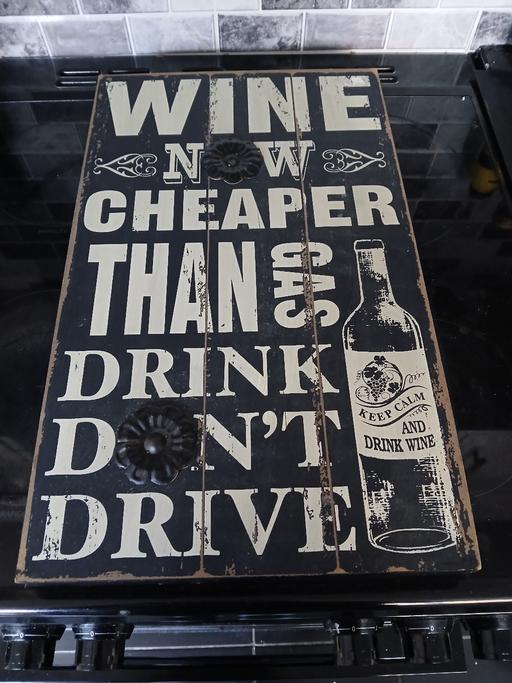 WINE
NOW
CHEAPER
THAN GAS
DRINK
DON'T
DRIVE
KEEP CALM
AND
DRINK WINE